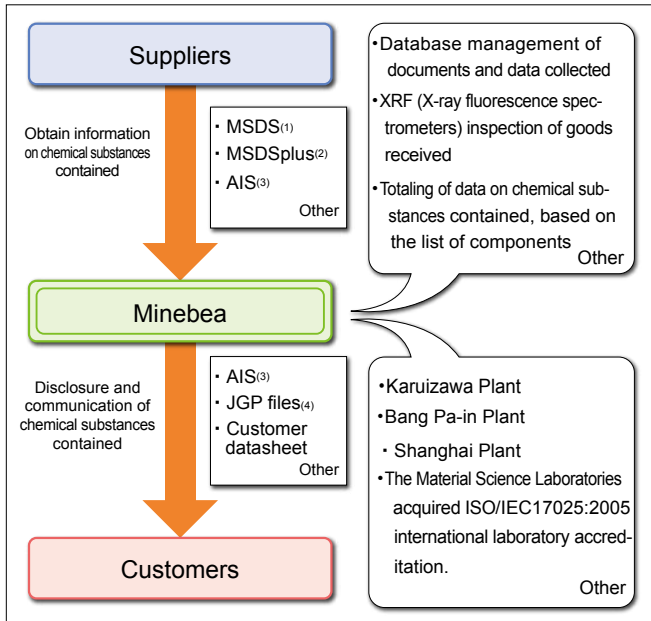 Suppliers
Obtain information
on chemical substances
contained
・MSDS(1)
・MSDSplus(2)
・AIS(3)
Other
•Database management of
documents and data collected
•XRF (X-ray fluorescence spec-
trometers) inspection of goods
received
•Totaling of data on chemical sub-
stances contained, based on
the list of components
Other
Minebea
Disclosure and
communication of
chemical substances
contained
・AIS(3)
・JGP files(4)
・Customer
datasheet
Other
•Karuizawa Plant
•Bang Pa-in Plant
・Shanghai Plant
•The Material Science Laboratories
acquired ISO/IEC17025:2005
international laboratory accred-
itation.
Other
Customers